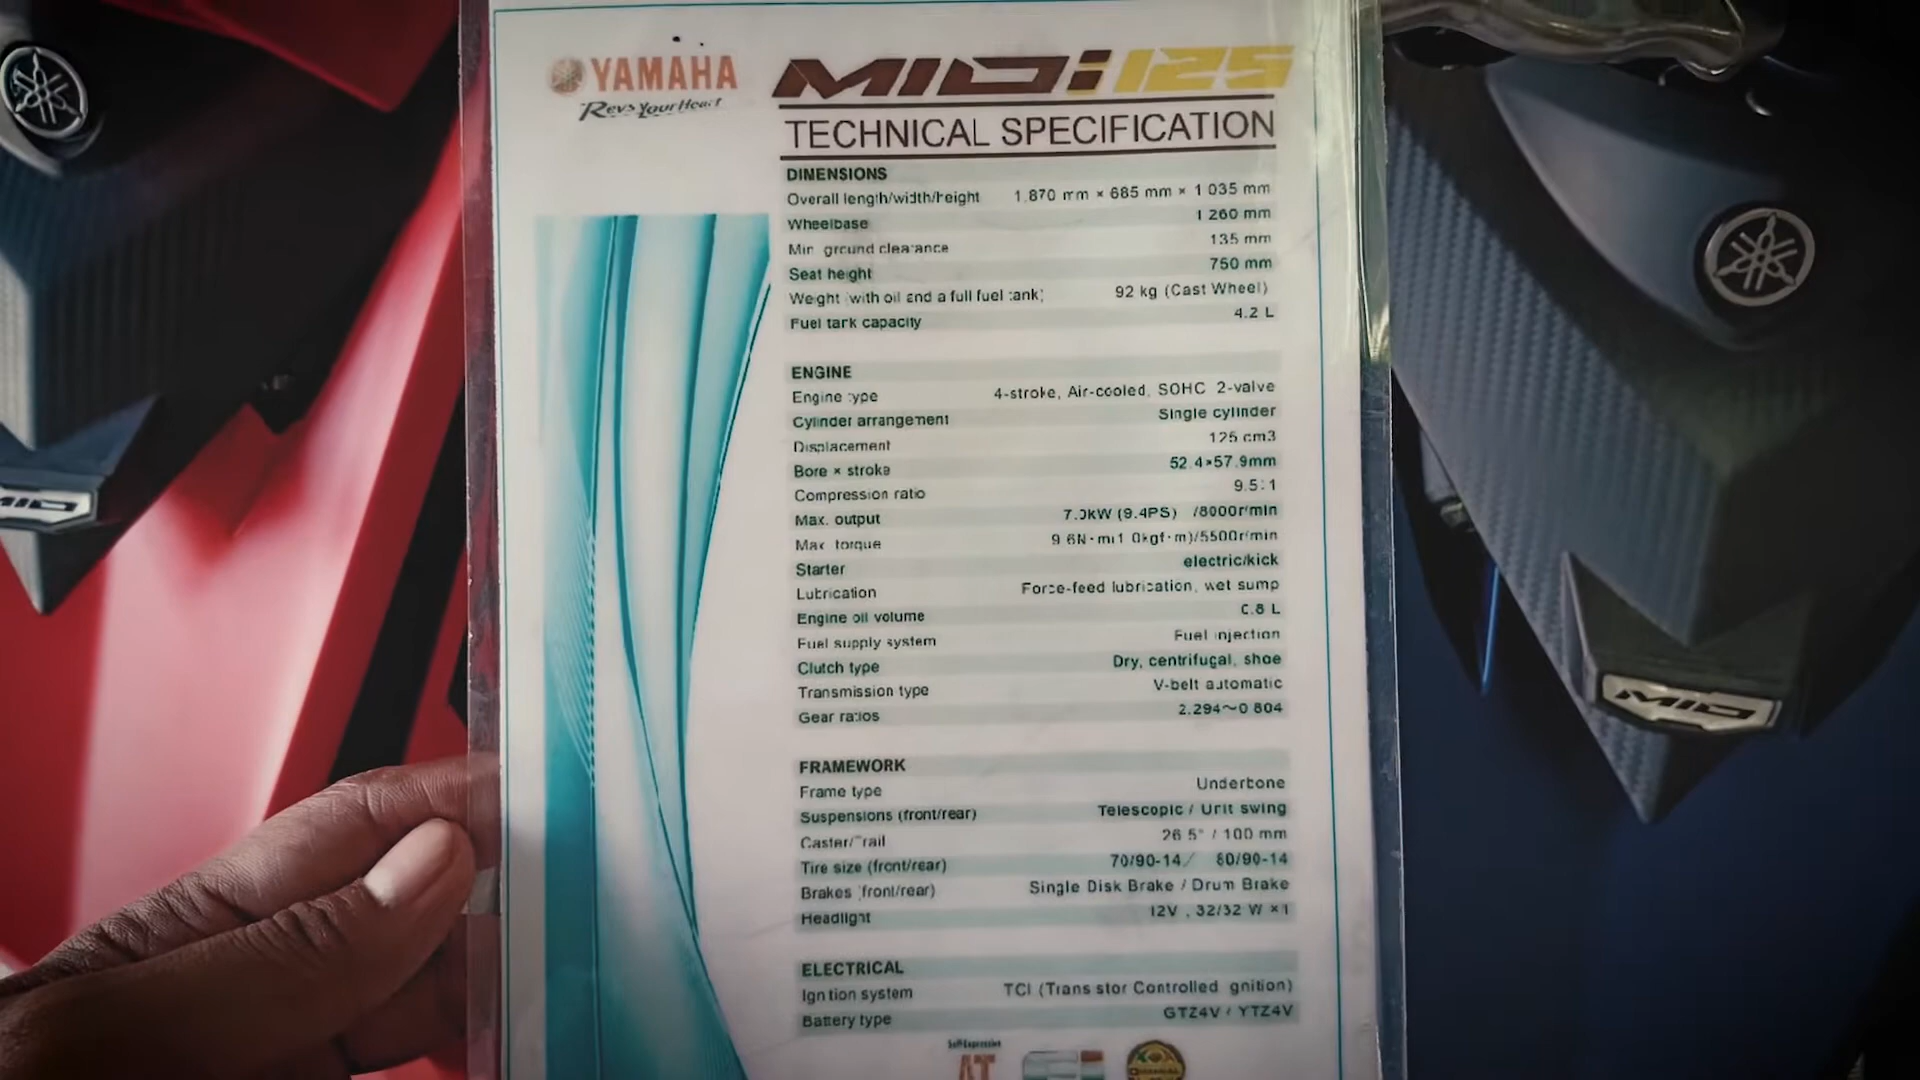 YAMAHA
Revs Your Heart
MIO i 125
TECHNICAL SPECIFICATION
DIMENSIONS
Overall length/width/height 1,870 mm × 685 mm × 1 035 mm
Wheelbase 1 260 mm
Min. ground clearance 135 mm
Seat height 750 mm
Weight (with oil and a full fuel tank) 92 kg (Cast Wheel)
Fuel tank capacity 4.2 L
ENGINE
Engine type 4-stroke, Air-cooled, SOHC 2-valve
Cylinder arrangement Single cylinder
Displacement 125 cm3
Bore × stroke 52.4×57.9mm
Compression ratio 9.5:1
Max. output 7.0kW (9.4PS) /8000r/min
Max. torque 9.6N·m(1.0kgf·m)/5500r/min
Starter electric/kick
Lubrication Force-feed lubrication, wet sump
Engine oil volume 0.8 L
Fuel supply system Fuel injection
Clutch type Dry, centrifugal, shoe
Transmission type V-belt automatic
Gear ratios 2.294~0.804
FRAMEWORK
Frame type Underbone
Suspensions (front/rear) Telescopic / Unit swing
Caster/Trail 26.5° / 100 mm
Tire size (front/rear) 70/90-14 / 80/90-14
Brakes (front/rear) Single Disk Brake / Drum Brake
Headlight 12V , 32/32 W ×1
ELECTRICAL
Ignition system TCI (Transistor Controlled Ignition)
Battery type GTZ4V / YTZ4V
AT
MIO
MIO